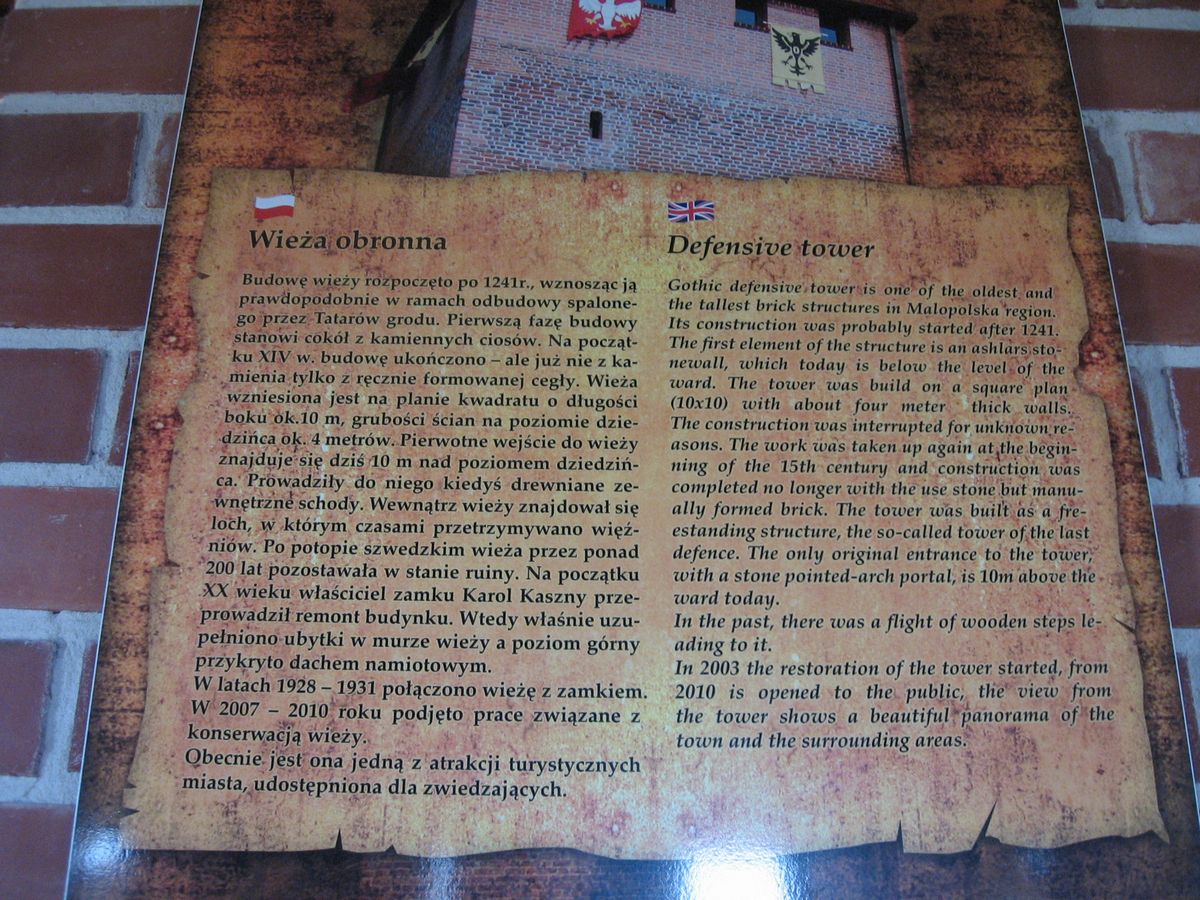 Wieża obronna
Budowę wieży rozpoczęto po 1241r., wznosząc ją
prawdopodobnie w ramach odbudowy spalone-
go przez Tatarów grodu. Pierwszą fazę budowy
stanowi cokół z kamiennych ciosów. Na począt-
ku XIV w. budowę ukończono – ale już nie z ka-
mienia tylko z ręcznie formowanej cegły. Wieża
wzniesiona jest na planie kwadratu o długości
boku ok.10 m, grubości ścian na poziomie dzie-
dzińca ok. 4 metrów. Pierwotne wejście do wieży
znajduje się dziś 10 m nad poziomem dziedziń-
ca. Prowadziły do niego kiedyś drewniane ze-
wnętrzne schody. Wewnątrz wieży znajdował się
loch, w którym czasami przetrzymywano więź-
niów. Po potopie szwedzkim wieża przez ponad
200 lat pozostawała w stanie ruiny. Na początku
XX wieku właściciel zamku Karol Kaszny prze-
prowadził remont budynku. Wtedy właśnie uzu-
pełniono ubytki w murze wieży a poziom górny
przykryto dachem namiotowym.
W latach 1928 – 1931 połączono wieżę z zamkiem.
W 2007 – 2010 roku podjęto prace związane z
konserwacją wieży.
Obecnie jest ona jedną z atrakcji turystycznych
miasta, udostępniona dla zwiedzających.
Defensive tower
Gothic defensive tower is one of the oldest and
the tallest brick structures in Malopolska region.
Its construction was probably started after 1241.
The first element of the structure is an ashlars sto-
newall, which today is below the level of the
ward. The tower was build on a square plan
(10x10) with about four meter thick walls.
The construction was interrupted for unknown re-
asons. The work was taken up again at the begin-
ning of the 15th century and construction was
completed no longer with the use stone but manu-
ally formed brick. The tower was built as a fre-
estanding structure, the so-called tower of the last
defence. The only original entrance to the tower,
with a stone pointed-arch portal, is 10m above the
ward today.
In the past, there was a flight of wooden steps le-
ading to it.
In 2003 the restoration of the tower started, from
2010 is opened to the public, the view from
the tower shows a beautiful panorama of the
town and the surrounding areas.